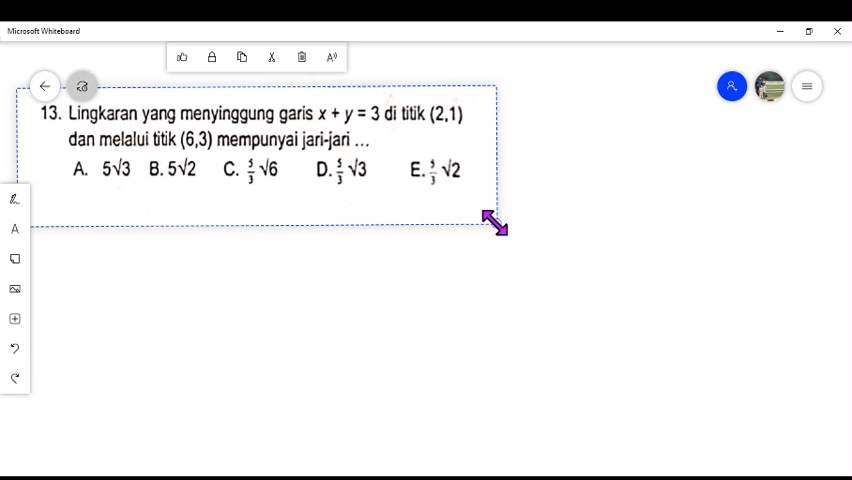 Microsoft Whiteboard
13. Lingkaran yang menyinggung garis x + y = 3 di titik (2,1)
dan melalui titik (6,3) mempunyai jari-jari ...
A. 5√3 B. 5√2 C. 5/3 √6 D. 5/3 √3 E. 5/3 √2
A